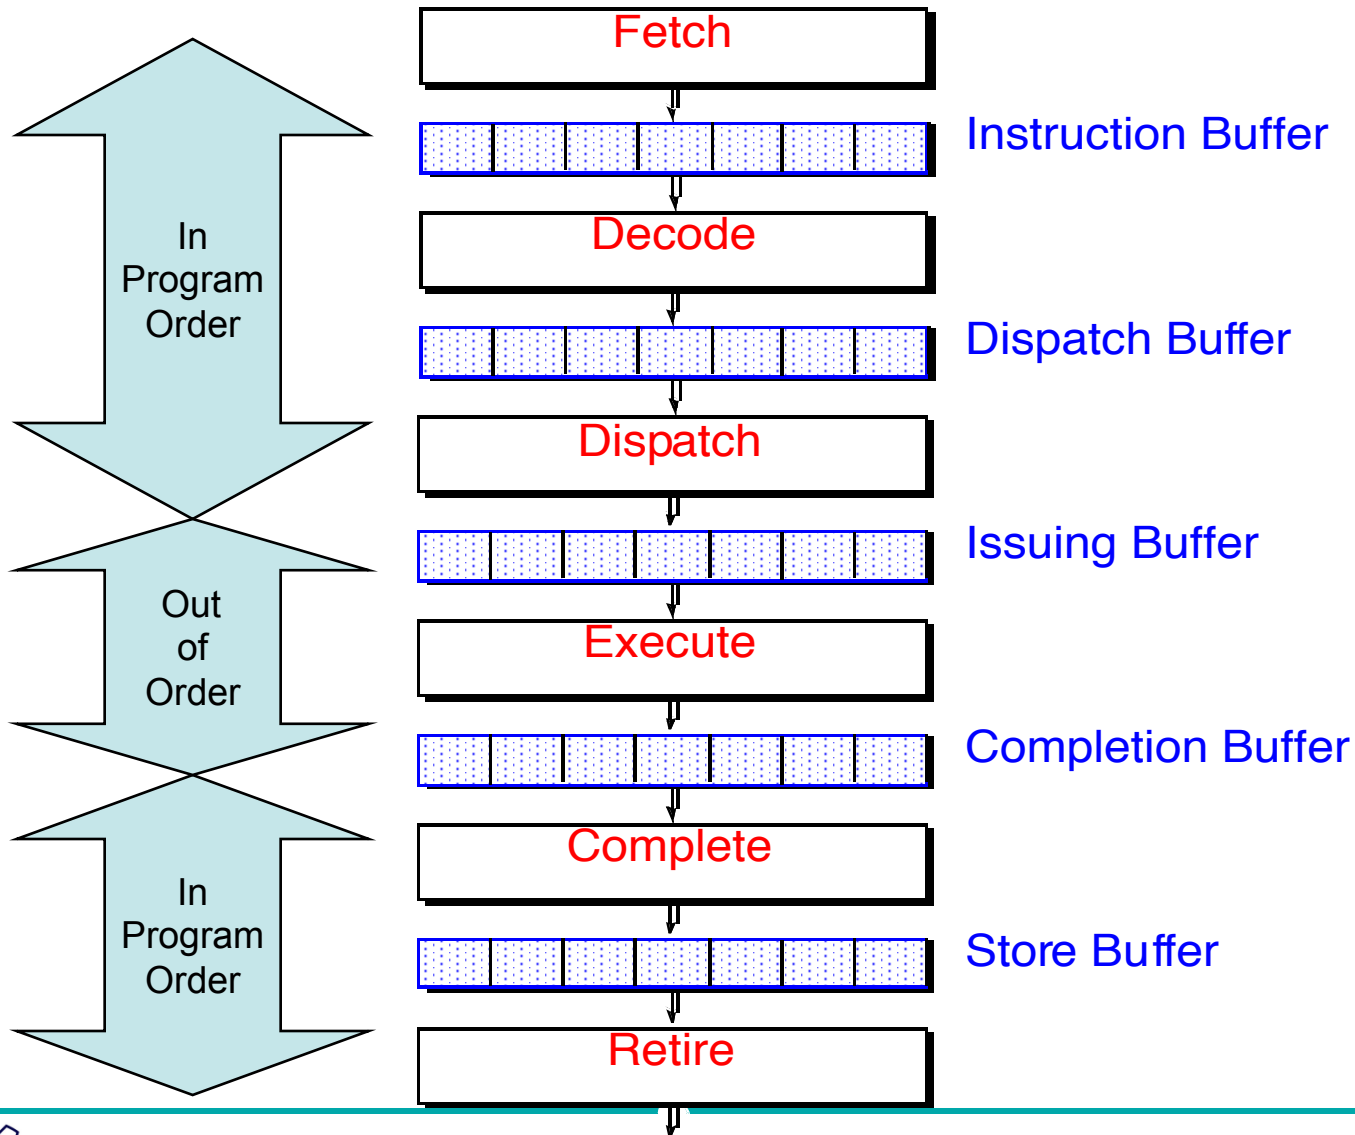 Fetch
Instruction Buffer
Decode
In
Program
Order
Dispatch Buffer
Dispatch
Issuing Buffer
Out
of
Order
Execute
Completion Buffer
Complete
In
Program
Order
Store Buffer
Retire